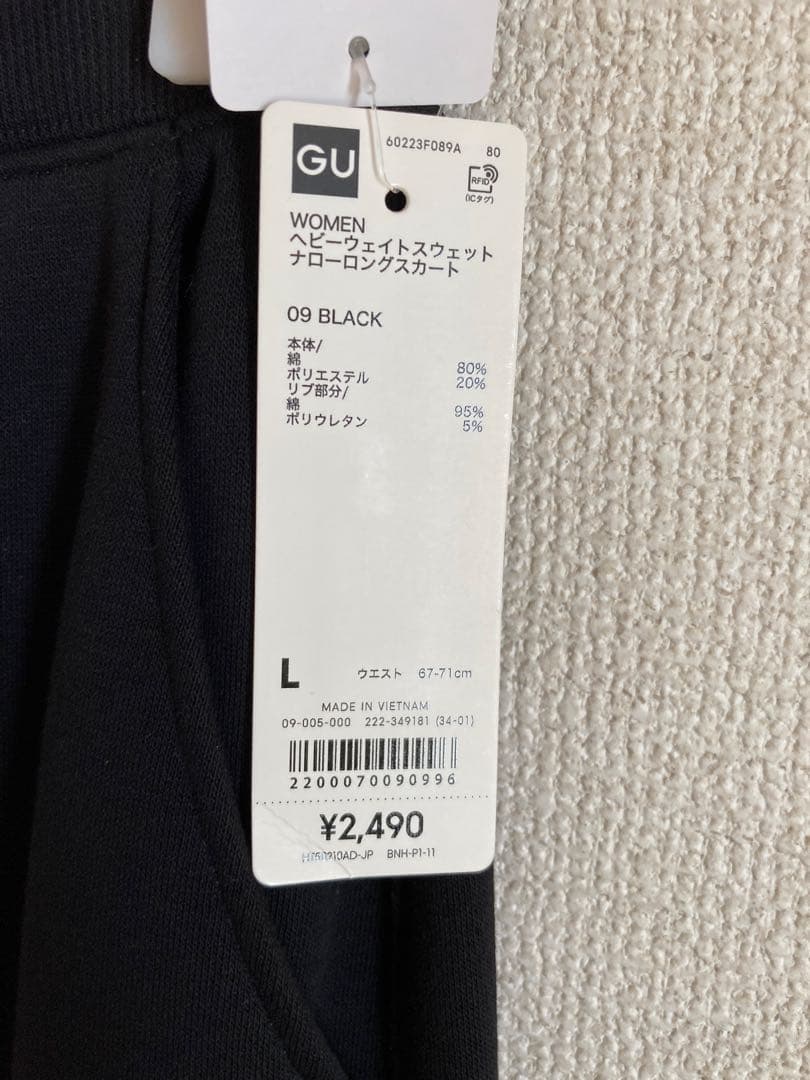 GU
60223F089A 80
RFID
(ICタグ)
WOMEN
ヘビーウェイトスウェット
ナローロングスカート
09 BLACK
本体/
綿 80%
ポリエステル 20%
リブ部分/
綿 95%
ポリウレタン 5%
L ウエスト 67-71cm
MADE IN VIETNAM
09-005-000 222-349181 (34-01)
2200070090996
¥2,490
BNH-P1-11